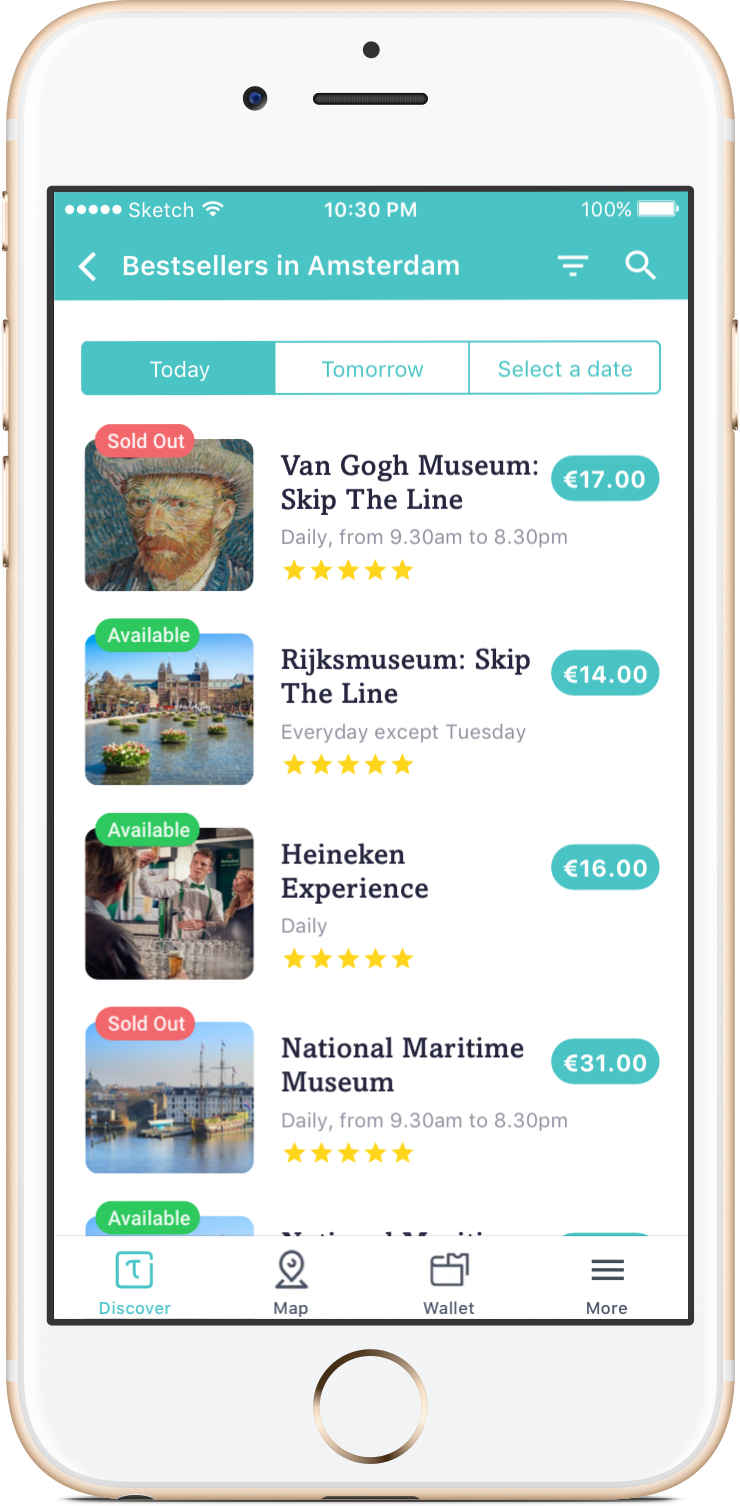 Sketch 10:30 PM 100%
Bestsellers in Amsterdam
Today Tomorrow Select a date
Sold Out
Van Gogh Museum:
Skip The Line
€17.00
Daily, from 9.30am to 8.30pm
Available
Rijksmuseum: Skip
The Line
€14.00
Everyday except Tuesday
Available
Heineken
Experience
€16.00
Daily
Sold Out
National Maritime
Museum
€31.00
Daily, from 9.30am to 8.30pm
Available
Discover Map Wallet More